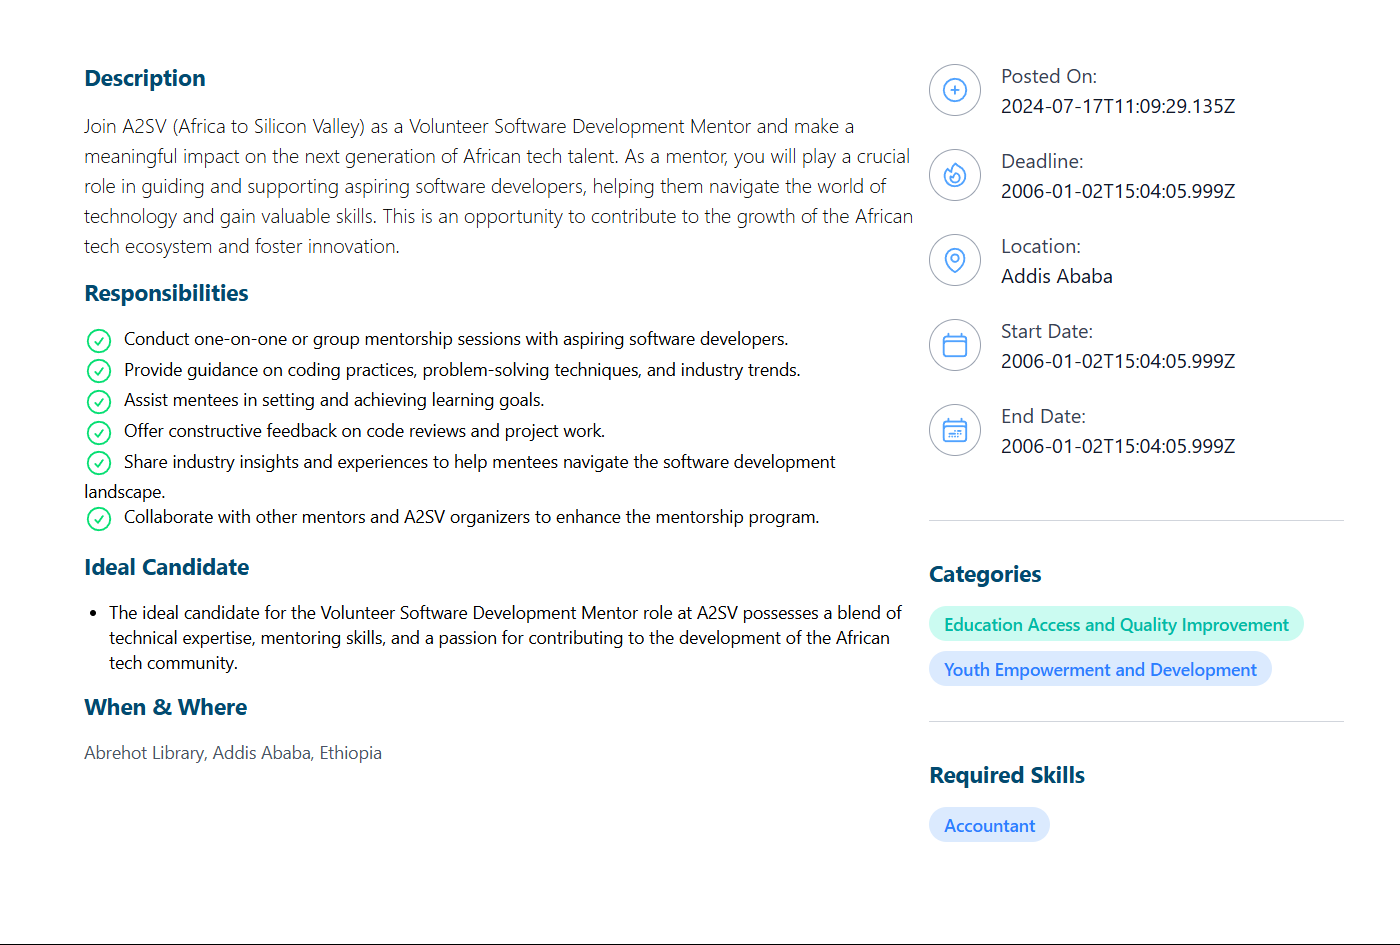 Description
Join A2SV (Africa to Silicon Valley) as a Volunteer Software Development Mentor and make a
meaningful impact on the next generation of African tech talent. As a mentor, you will play a crucial
role in guiding and supporting aspiring software developers, helping them navigate the world of
technology and gain valuable skills. This is an opportunity to contribute to the growth of the African
tech ecosystem and foster innovation.
Responsibilities
Conduct one-on-one or group mentorship sessions with aspiring software developers.
Provide guidance on coding practices, problem-solving techniques, and industry trends.
Assist mentees in setting and achieving learning goals.
Offer constructive feedback on code reviews and project work.
Share industry insights and experiences to help mentees navigate the software development
landscape.
Collaborate with other mentors and A2SV organizers to enhance the mentorship program.
Ideal Candidate
• The ideal candidate for the Volunteer Software Development Mentor role at A2SV possesses a blend of
technical expertise, mentoring skills, and a passion for contributing to the development of the African
tech community.
When & Where
Abrehot Library, Addis Ababa, Ethiopia
Posted On:
2024-07-17T11:09:29.135Z
Deadline:
2006-01-02T15:04:05.999Z
Location:
Addis Ababa
Start Date:
2006-01-02T15:04:05.999Z
End Date:
2006-01-02T15:04:05.999Z
Categories
Education Access and Quality Improvement
Youth Empowerment and Development
Required Skills
Accountant